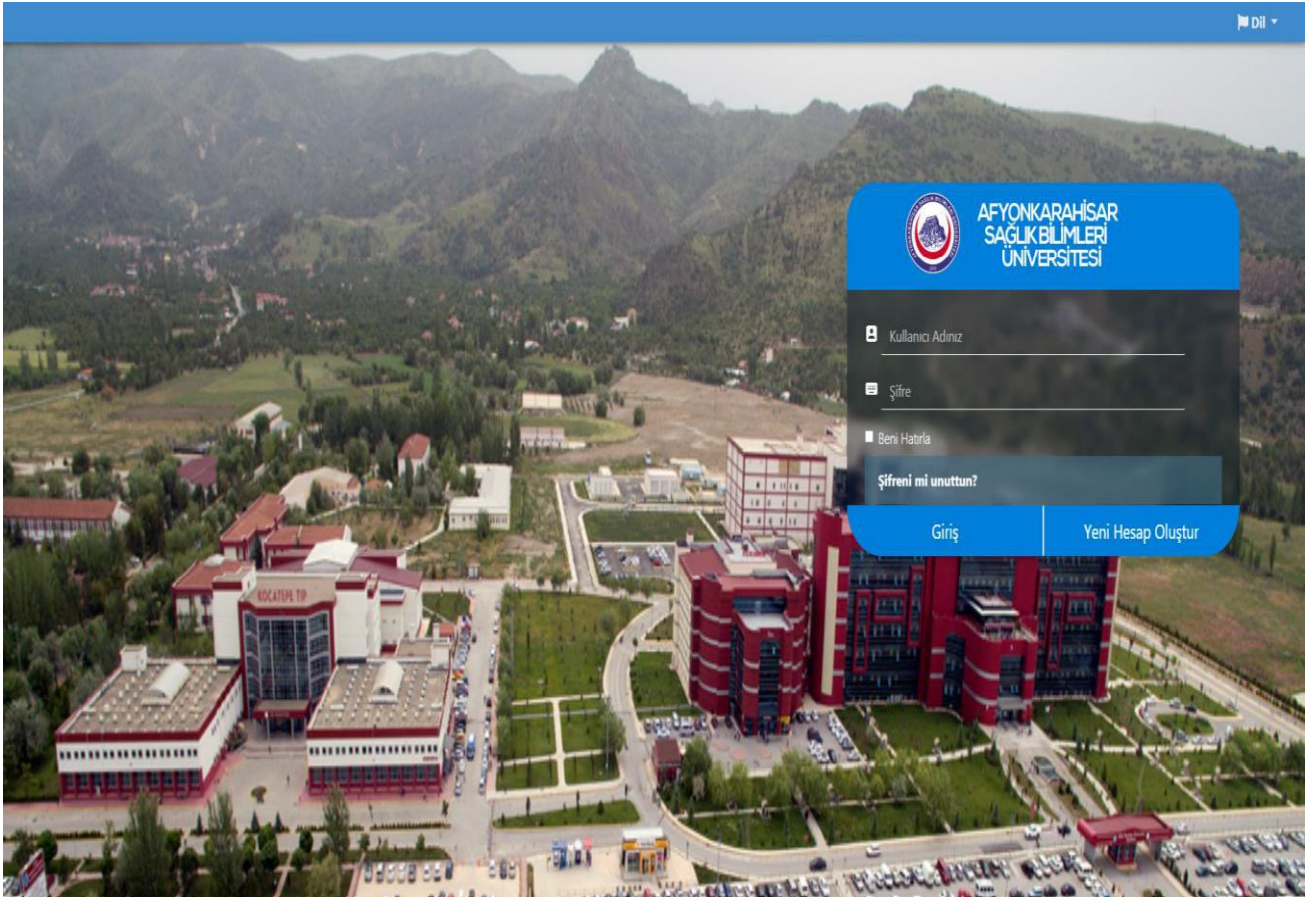 Dil
AFYONKARAHİSAR
SAĞLIK BİLİMLERİ
ÜNİVERSİTESİ
Kullanıcı Adınız
Şifre
Beni Hatırla
Şifreni mi unuttun?
Giriş
Yeni Hesap Oluştur
KOCATEPE TIP